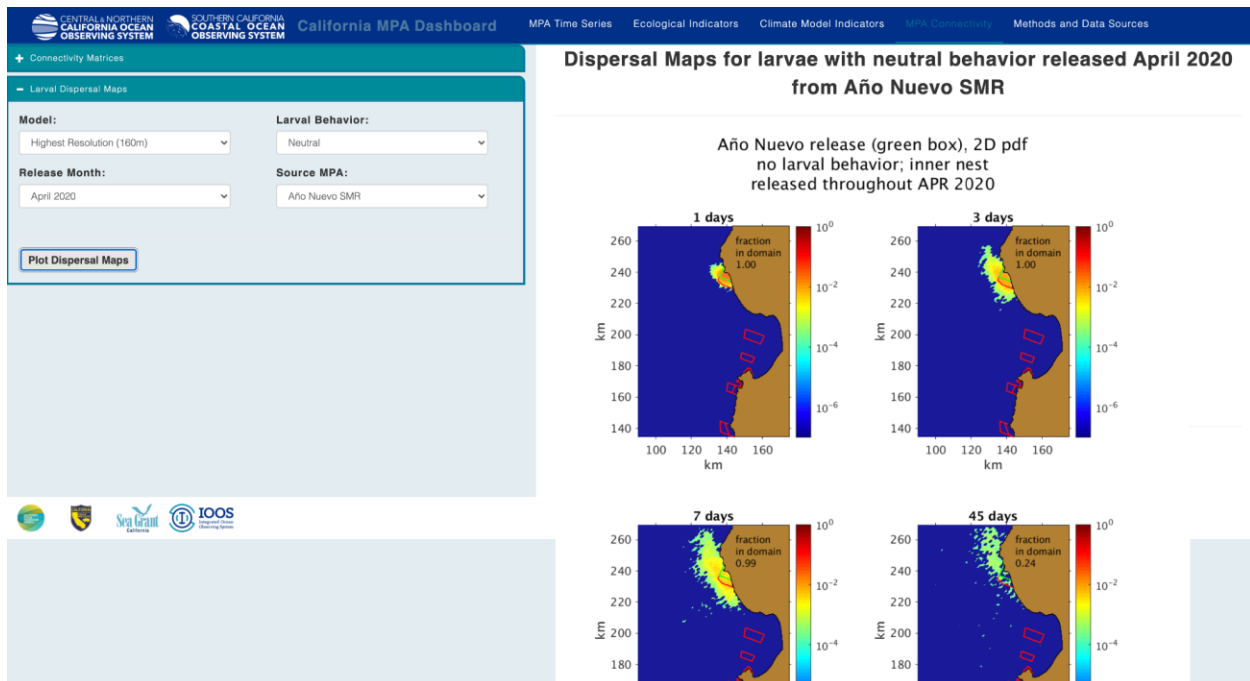 CENTRAL & NORTHERN
CALIFORNIA OCEAN
OBSERVING SYSTEM
SOUTHERN CALIFORNIA
COASTAL OCEAN
OBSERVING SYSTEM
California MPA Dashboard
MPA Time Series Ecological Indicators Climate Model Indicators MPA Connectivity Methods and Data Sources
+ Connectivity Matrices
− Larval Dispersal Maps
Model: Larval Behavior:
Highest Resolution (160m) Neutral
Release Month: Source MPA:
April 2020 Año Nuevo SMR
Plot Dispersal Maps
Sea Grant
California
IOOS
Integrated Ocean
Observing System
Dispersal Maps for larvae with neutral behavior released April 2020
from Año Nuevo SMR
Año Nuevo release (green box), 2D pdf
no larval behavior; inner nest
released throughout APR 2020
1 days
fraction
in domain
1.00
260
240
220
200
180
160
140
km
100 120 140 160
km
10⁰
10⁻²
10⁻⁴
10⁻⁶
3 days
fraction
in domain
1.00
260
240
220
200
180
160
140
km
100 120 140 160
km
10⁰
10⁻²
10⁻⁴
10⁻⁶
7 days
fraction
in domain
0.99
260
240
220
200
180
km
10⁰
10⁻²
10⁻⁴
45 days
fraction
in domain
0.24
260
240
220
200
180
km
10⁰
10⁻²
10⁻⁴